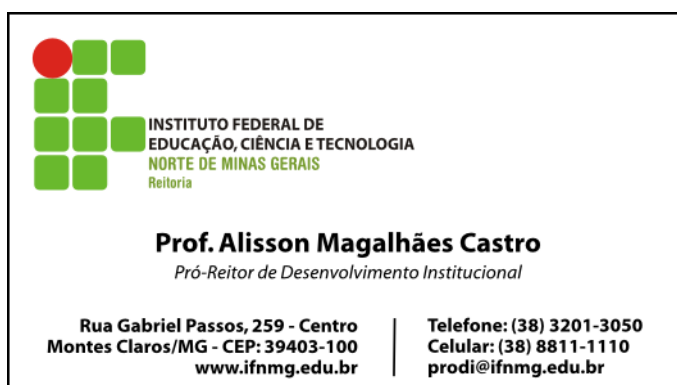 INSTITUTO FEDERAL DE
EDUCAÇÃO, CIÊNCIA E TECNOLOGIA
NORTE DE MINAS GERAIS
Reitoria
Prof. Alisson Magalhães Castro
Pró-Reitor de Desenvolvimento Institucional
Rua Gabriel Passos, 259 - Centro
Montes Claros/MG - CEP: 39403-100
www.ifnmg.edu.br
Telefone: (38) 3201-3050
Celular: (38) 8811-1110
prodi@ifnmg.edu.br